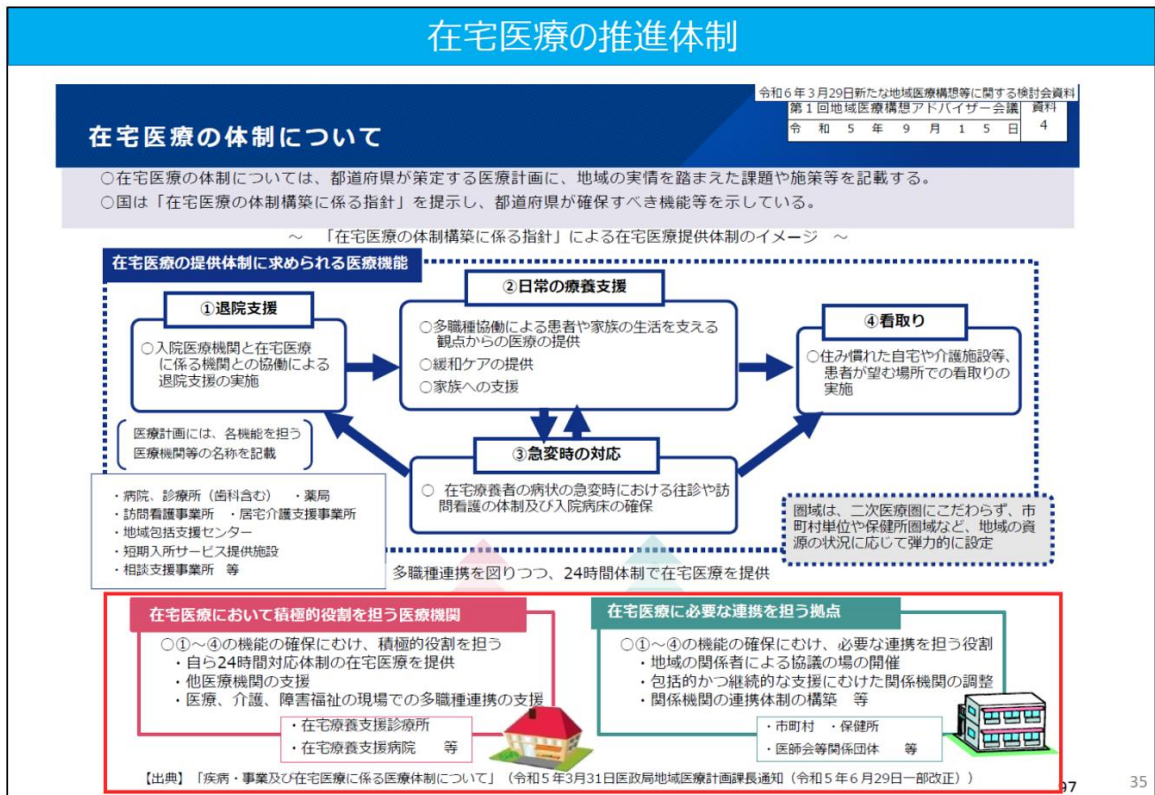 在宅医療の推進体制
令和６年３月29日新たな地域医療構想等に関する検討会資料
第１回地域医療構想アドバイザー会議
資料
令和５年９月１５日
4
在宅医療の体制について
○在宅医療の体制については、都道府県が策定する医療計画に、地域の実情を踏まえた課題や施策等を記載する。
○国は「在宅医療の体制構築に係る指針」を提示し、都道府県が確保すべき機能等を示している。
～　「在宅医療の体制構築に係る指針」による在宅医療提供体制のイメージ　～
在宅医療の提供体制に求められる医療機能
①退院支援
○入院医療機関と在宅医療
に係る機関との協働による
退院支援の実施
②日常の療養支援
○多職種協働による患者や家族の生活を支える
観点からの医療の提供
○緩和ケアの提供
○家族への支援
④看取り
○住み慣れた自宅や介護施設等、
患者が望む場所での看取りの
実施
医療計画には、各機能を担う
医療機関等の名称を記載
③急変時の対応
○ 在宅療養者の病状の急変時における往診や訪
問看護の体制及び入院病床の確保
・病院、診療所（歯科含む）　・薬局
・訪問看護事業所　・居宅介護支援事業所
・地域包括支援センター
・短期入所サービス提供施設
・相談支援事業所　等
圏域は、二次医療圏にこだわらず、市
町村単位や保健所圏域など、地域の資
源の状況に応じて弾力的に設定
多職種連携を図りつつ、24時間体制で在宅医療を提供
在宅医療において積極的役割を担う医療機関
○①～④の機能の確保にむけ、積極的役割を担う
・自ら24時間対応体制の在宅医療を提供
・他医療機関の支援
・医療、介護、障害福祉の現場での多職種連携の支援
・在宅療養支援診療所
・在宅療養支援病院　等
在宅医療に必要な連携を担う拠点
○①～④の機能の確保にむけ、必要な連携を担う役割
・地域の関係者による協議の場の開催
・包括的かつ継続的な支援にむけた関係機関の調整
・関係機関の連携体制の構築　等
・市町村　・保健所
・医師会等関係団体　等
【出典】「疾病・事業及び在宅医療に係る医療体制について」（令和５年3月31日医政局地域医療計画課長通知（令和５年６月29日一部改正））
97
35